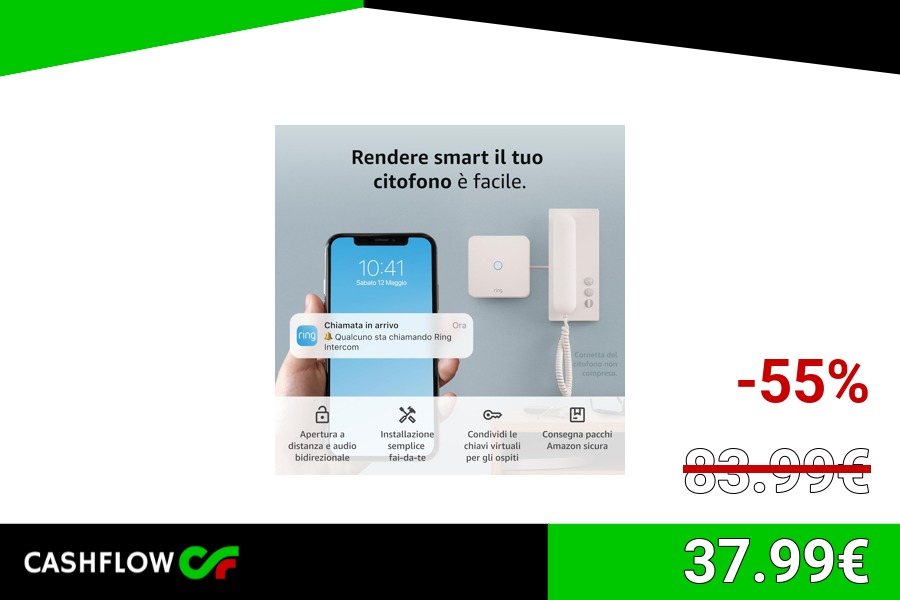 Rendere smart il tuo
citofono è facile.
10:41
Sabato 12 Maggio
ring
Chiamata in arrivo
Ora
🔔 Qualcuno sta chiamando Ring
Intercom
ring
Cornetta del
citofono non
compresa.
Apertura a
distanza e audio
bidirezionale
Installazione
semplice
fai-da-te
Condividi le
chiavi virtuali
per gli ospiti
Consegna pacchi
Amazon sicura
-55%
83.99€
CASHFLOW
37.99€